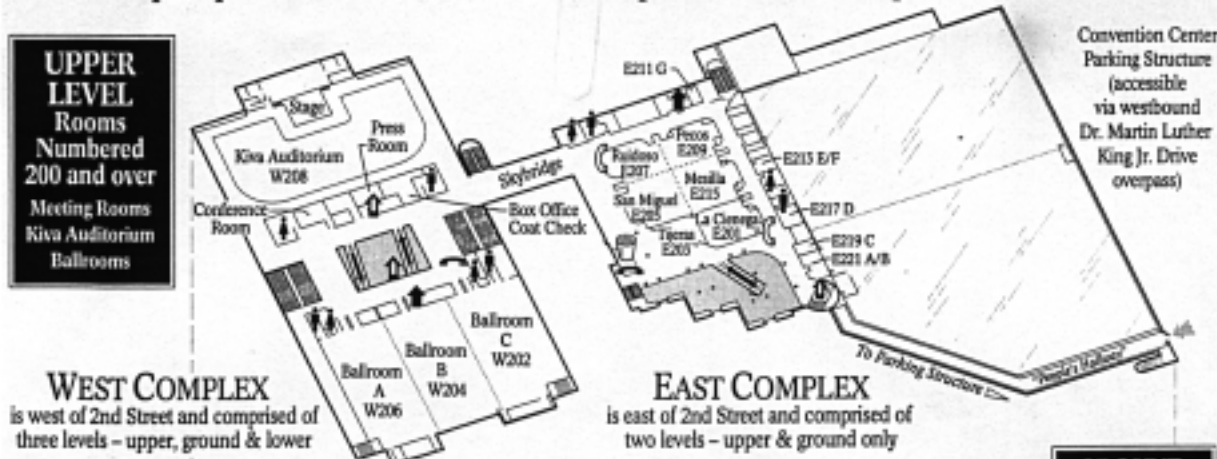 UPPER
LEVEL
Rooms
Numbered
200 and over
Meeting Rooms
Kiva Auditorium
Ballrooms
Stage
Press
Room
Kiva Auditorium
W208
Conference
Room
Skybridge
Box Office
Coat Check
Ballroom
A
W206
Ballroom
B
W204
Ballroom
C
W202
WEST COMPLEX
is west of 2nd Street and comprised of
three levels – upper, ground & lower
E211 G
Pecos
E209
Ruidoso
E207
Mesilla
E215
San Miguel
E205
La Cienega
E201
E203
E213 E/F
E217 D
E219 C
E221 A/B
Convention Center
Parking Structure
(accessible
via westbound
Dr. Martin Luther
King Jr. Drive
overpass)
To Parking Structure
EAST COMPLEX
is east of 2nd Street and comprised of
two levels – upper & ground only